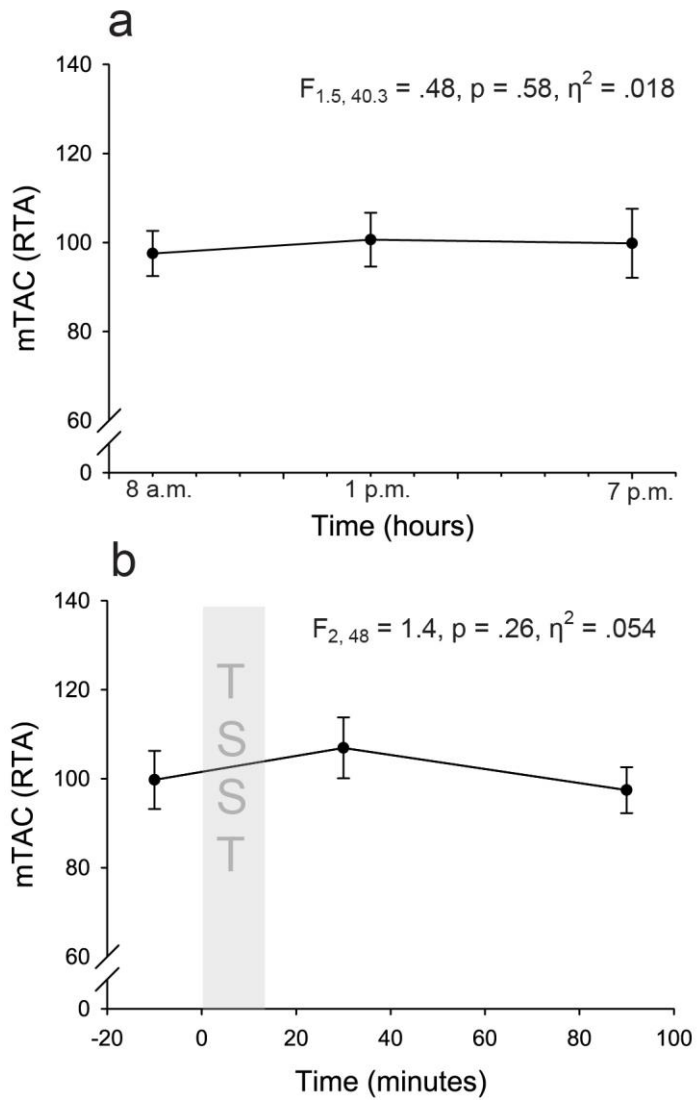 a
F1.5, 40.3 = .48, p = .58, η2 = .018
140
120
100
80
60
0
mTAC (RTA)
8 a.m. 1 p.m. 7 p.m.
Time (hours)
b
F2, 48 = 1.4, p = .26, η2 = .054
140
120
100
80
60
0
mTAC (RTA)
T
S
S
T
-20 0 20 40 60 80 100
Time (minutes)